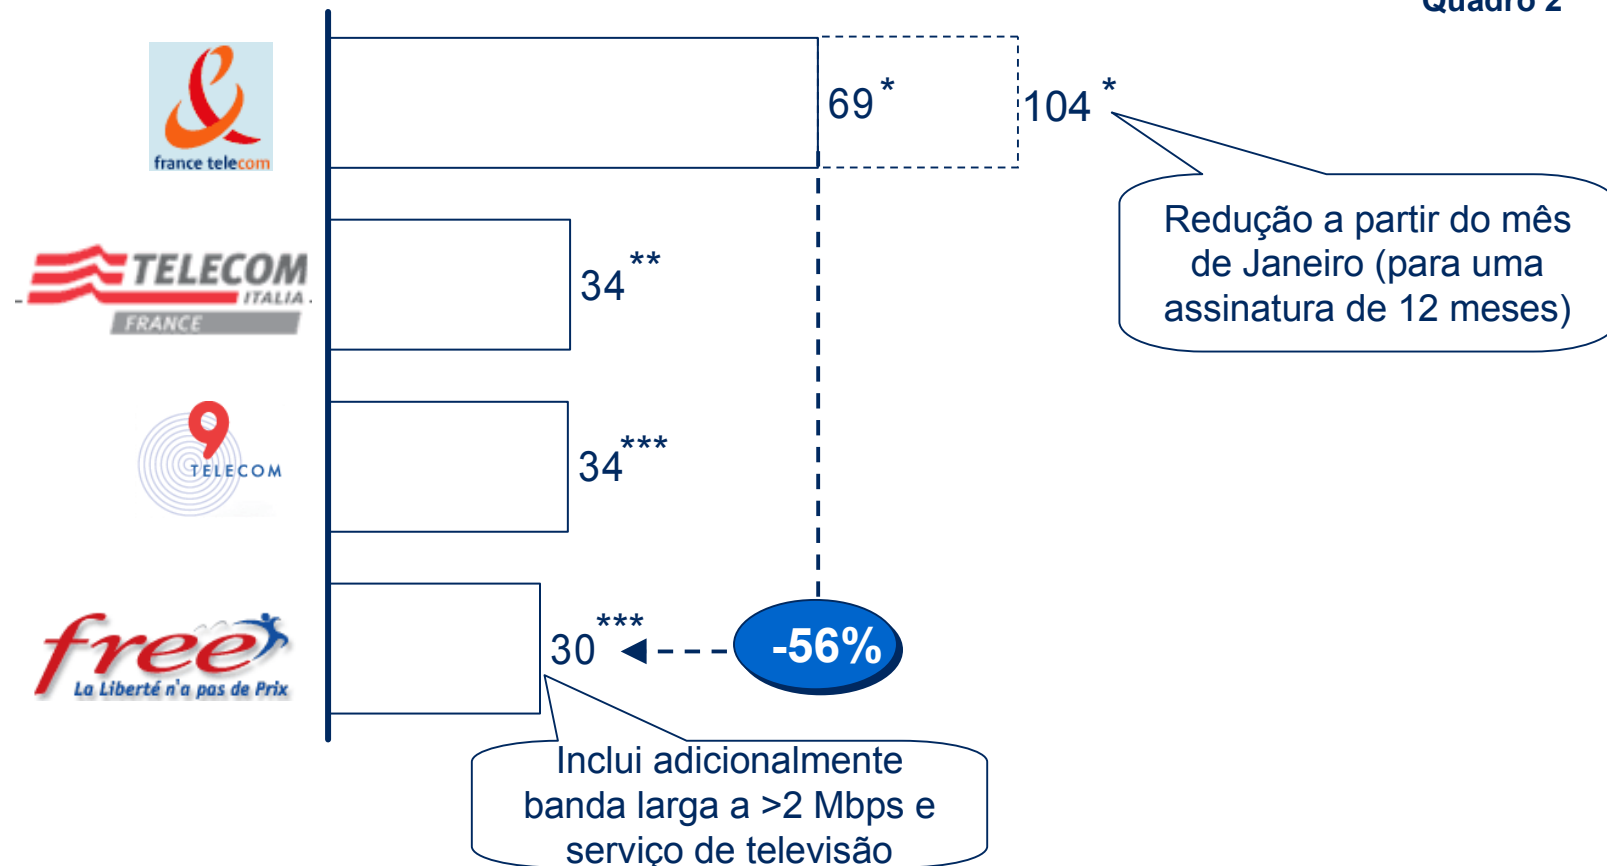 Quadro 2
france telecom
69*
104*
Redução a partir do mês
de Janeiro (para uma
assinatura de 12 meses)
TELECOM
ITALIA
FRANCE
34**
9
TELECOM
34***
free
La Liberté n'a pas de Prix
30***
-56%
Inclui adicionalmente
banda larga a >2 Mbps e
serviço de televisão